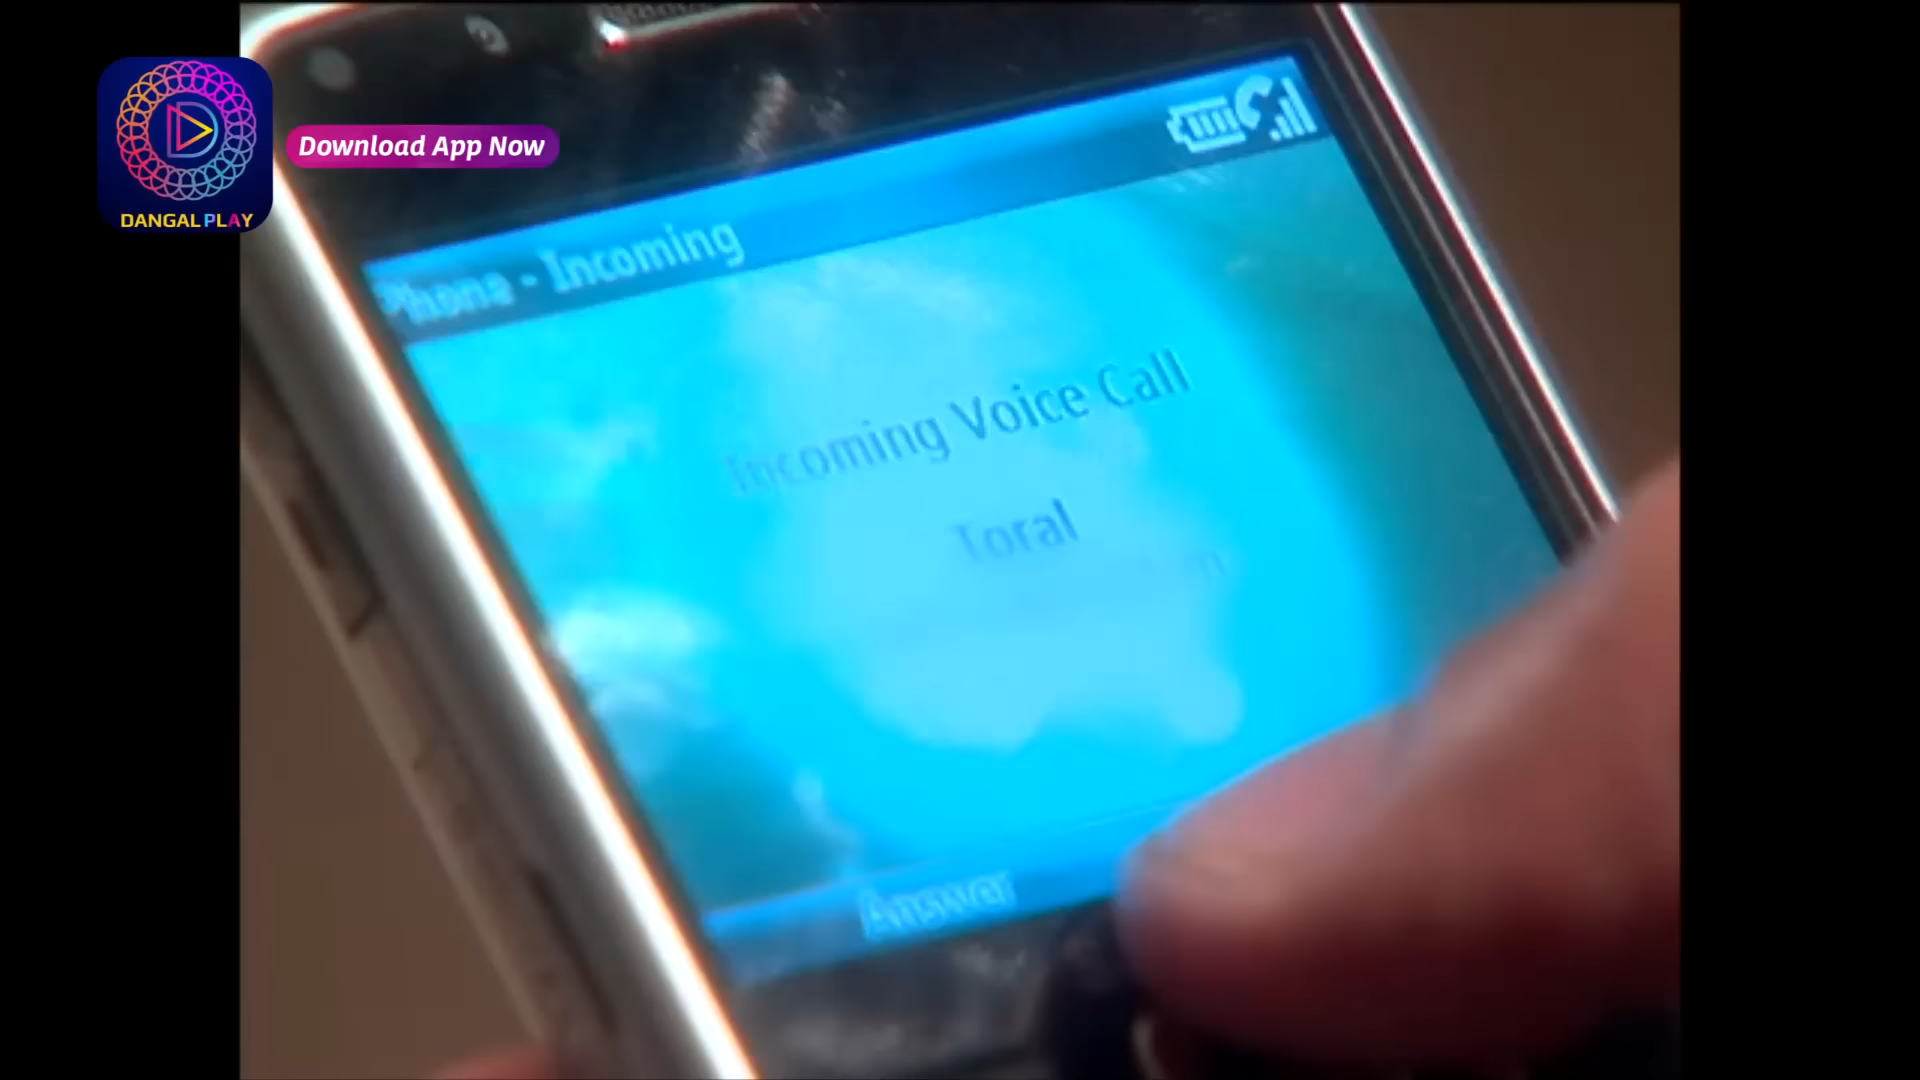 DANGAL PLAY
Download App Now
Phone - Incoming
Incoming Voice Call
Toral
Answer